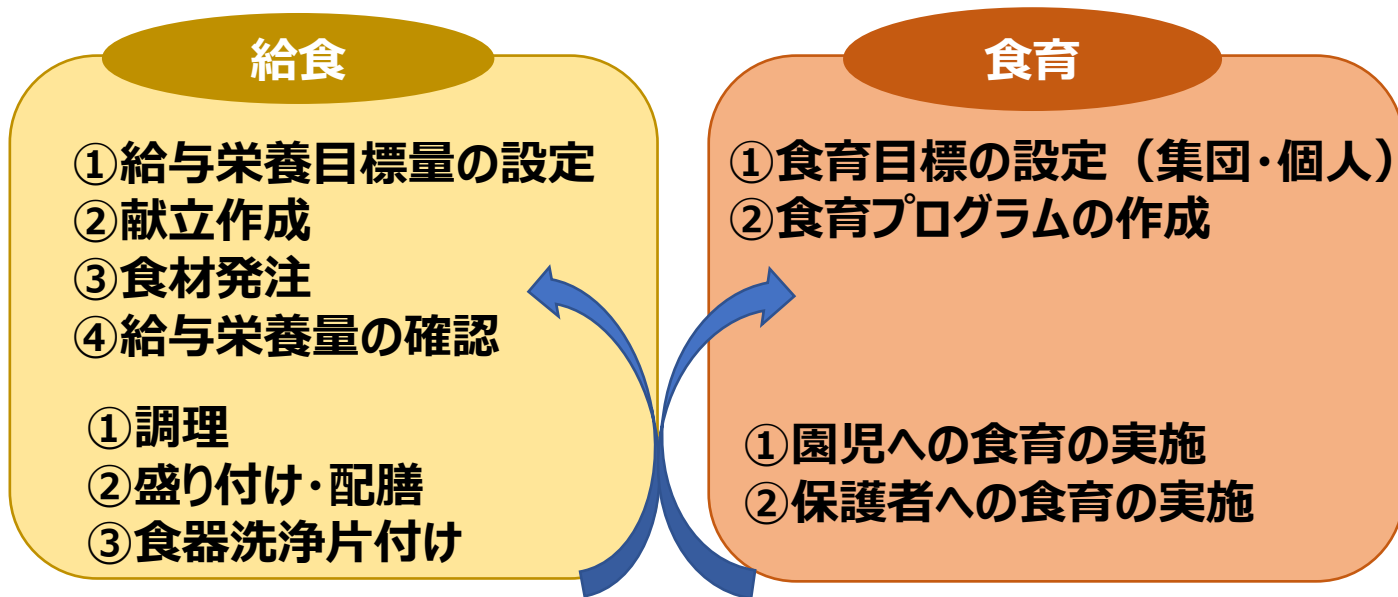 給食
①給与栄養目標量の設定
②献立作成
③食材発注
④給与栄養量の確認
①調理
②盛り付け・配膳
③食器洗浄片付け
食育
①食育目標の設定（集団・個人）
②食育プログラムの作成
①園児への食育の実施
②保護者への食育の実施